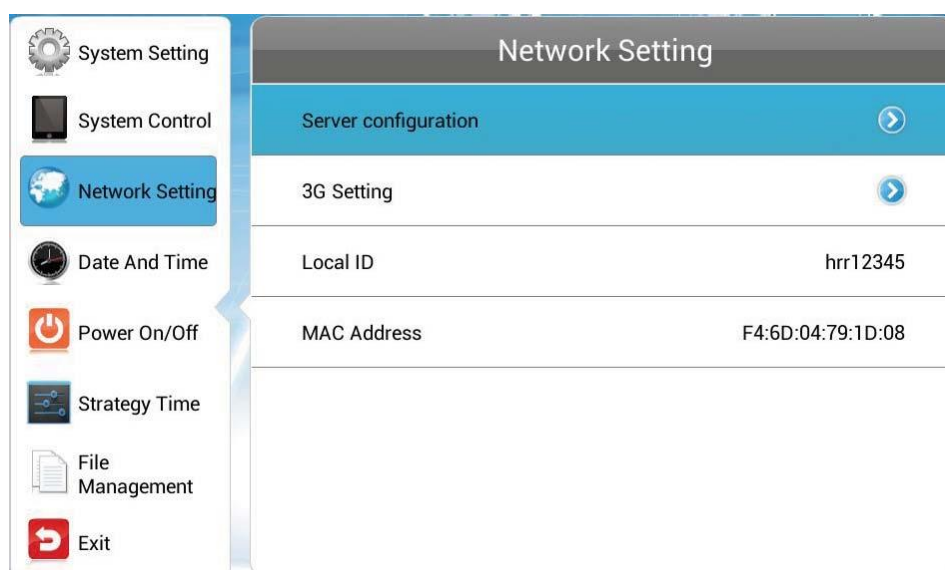 System Setting
System Control
Network Setting
Date And Time
Power On/Off
Strategy Time
File
Management
Exit
Network Setting
Server configuration
3G Setting
Local ID hrr12345
MAC Address F4:6D:04:79:1D:08